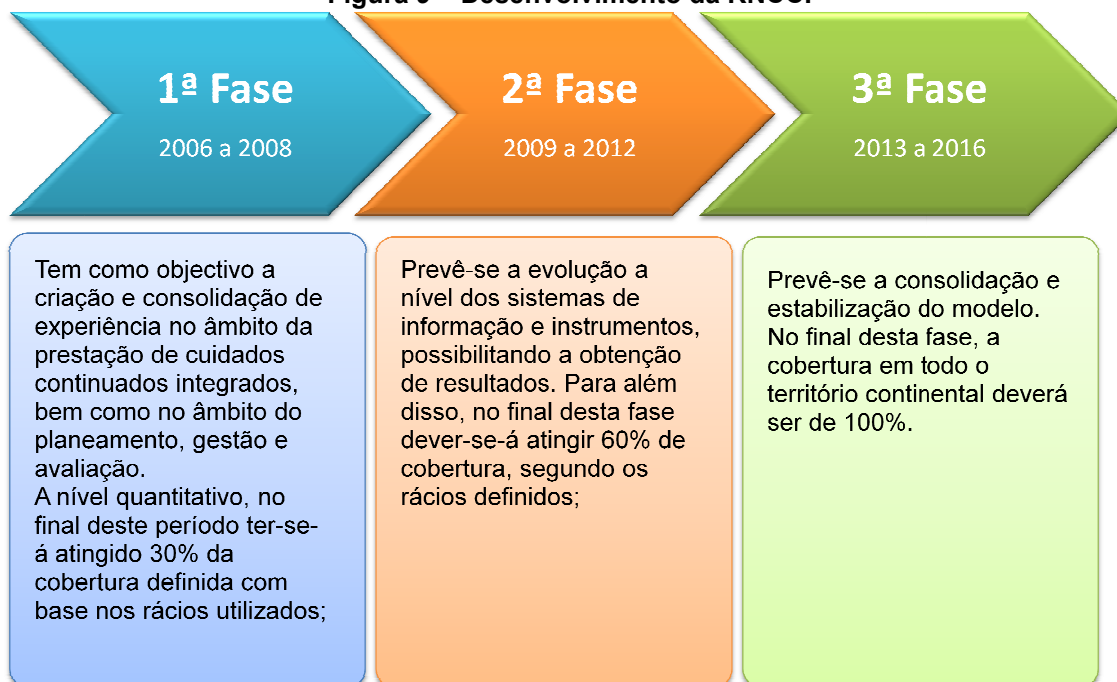 1ª Fase
2006 a 2008
2ª Fase
2009 a 2012
3ª Fase
2013 a 2016
Tem como objectivo a
criação e consolidação de
experiência no âmbito da
prestação de cuidados
continuados integrados,
bem como no âmbito do
planeamento, gestão e
avaliação.
A nível quantitativo, no
final deste período ter-se-
á atingido 30% da
cobertura definida com
base nos rácios utilizados;
Prevê-se a evolução a
nível dos sistemas de
informação e instrumentos,
possibilitando a obtenção
de resultados. Para além
disso, no final desta fase
dever-se-á atingir 60% de
cobertura, segundo os
rácios definidos;
Prevê-se a consolidação e
estabilização do modelo.
No final desta fase, a
cobertura em todo o
território continental deverá
ser de 100%.